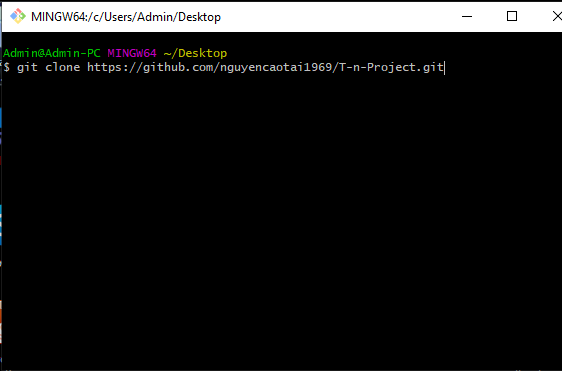 MINGW64:/c/Users/Admin/Desktop
Admin@Admin-PC MINGW64 ~/Desktop
$ git clone https://github.com/nguyencaotai1969/T-n-Project.git